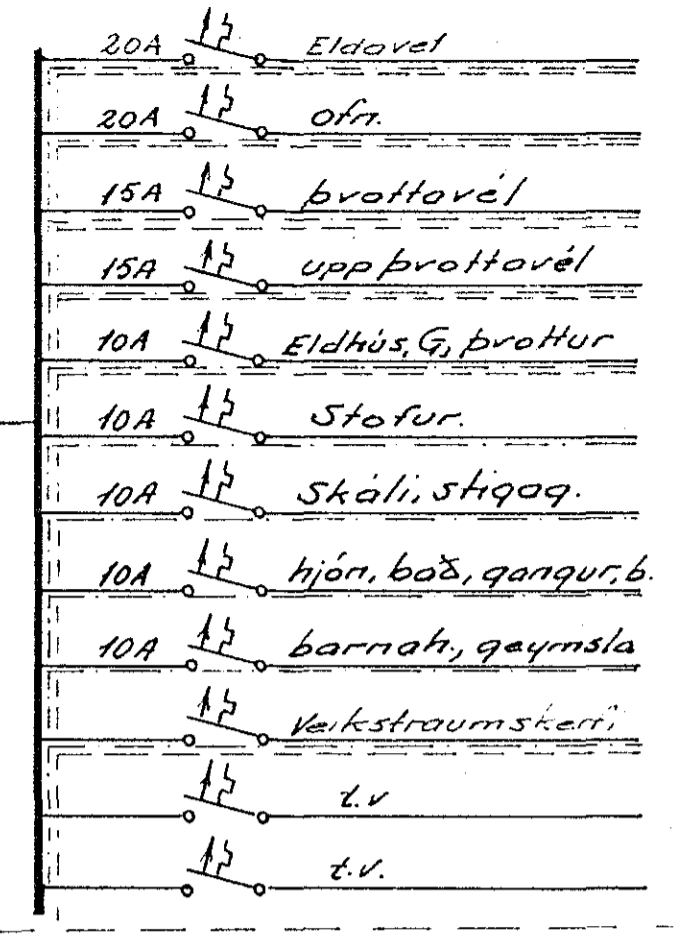 20A Eldavel
20A ofn.
15A þvottavél
15A uppþvottavél
10A Eldhús, G, þvottur
10A Stofur.
10A Skáli, stigag.
10A hjón, bað, gangur, b.
10A barnah., geymsla
Veikstraumskerfi
t.v
t.v.